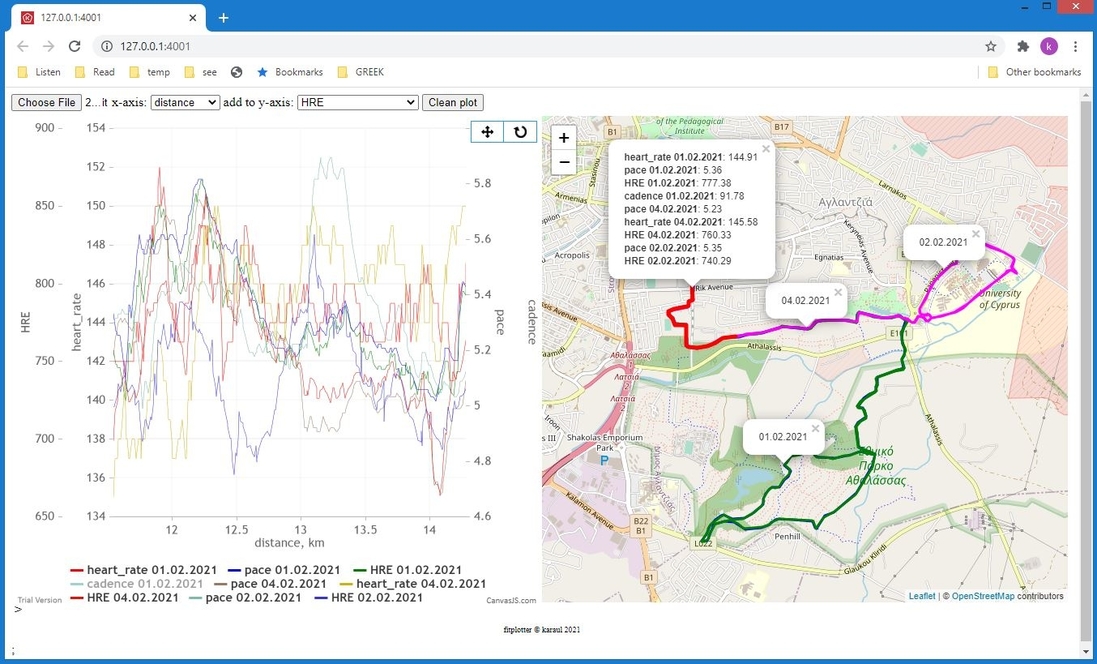 127.0.0.1:4001
127.0.0.1:4001
k
Listen
Read
temp
see
Bookmarks
GREEK
Other bookmarks
Choose File 2...it x-axis: distance add to y-axis: HRE Clean plot
900
850
800
750
700
650
HRE
154
152
150
148
146
144
142
140
138
136
134
heart_rate
5.8
5.6
5.4
5.2
5
4.8
4.6
pace
cadence
12 12.5 13 13.5 14
distance, km
heart_rate 01.02.2021 pace 01.02.2021 HRE 01.02.2021
cadence 01.02.2021 pace 04.02.2021 heart_rate 04.02.2021
HRE 04.02.2021 pace 02.02.2021 HRE 02.02.2021
Trial Version
CanvasJS.com
+
−
of the Pedagogical
Institute
B1
B17
Stasinou
Larnakos
Armenias
heart_rate 01.02.2021: 144.91
pace 01.02.2021: 5.36
HRE 01.02.2021: 777.38
cadence 01.02.2021: 91.78
pace 04.02.2021: 5.23
heart_rate 04.02.2021: 145.58
HRE 04.02.2021: 760.33
pace 02.02.2021: 5.35
HRE 02.02.2021: 740.29
Αγλαντζιά
Keryneias Avenue
Acropolis
Egnatias
02.02.2021
Rik Avenue
04.02.2021
University
of Cyprus
Athalassis
Αθαλάσσας
Λατσιά
2
Λατσιά
2
01.02.2021
Shakolas Emporium
Park
P
Εθνικό
Πάρκο
Αθαλάσσας
Athalassis
Kalamon Avenue
B22
B1
L022
Penhill
Glaukou Kliridi
B1
Leaflet | © OpenStreetMap contributors
>
fitplotter © karaul 2021
;